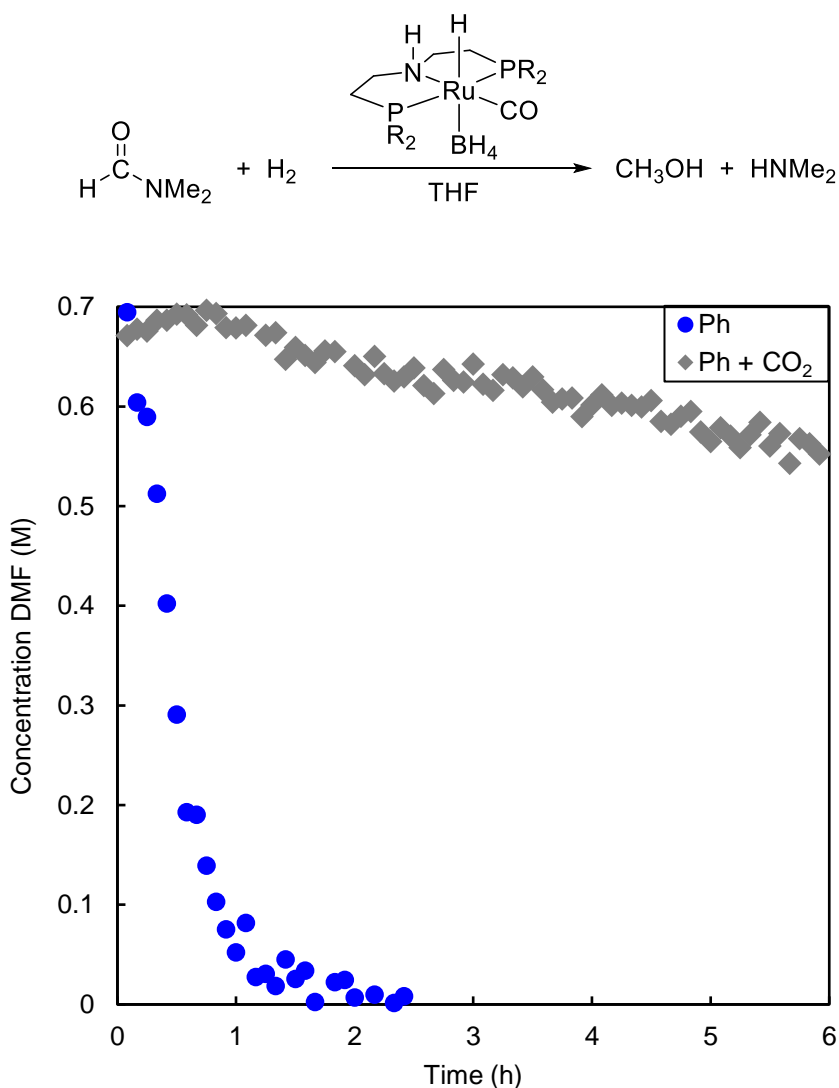 H
H
N
PR₂
Ru
P
R₂
CO
BH₄
O
H C NMe₂ + H₂ THF CH₃OH + HNMe₂
0.7
Ph
Ph + CO₂
0.6
0.5
0.4
0.3
0.2
0.1
0
Concentration DMF (M)
0 1 2 3 4 5 6
Time (h)